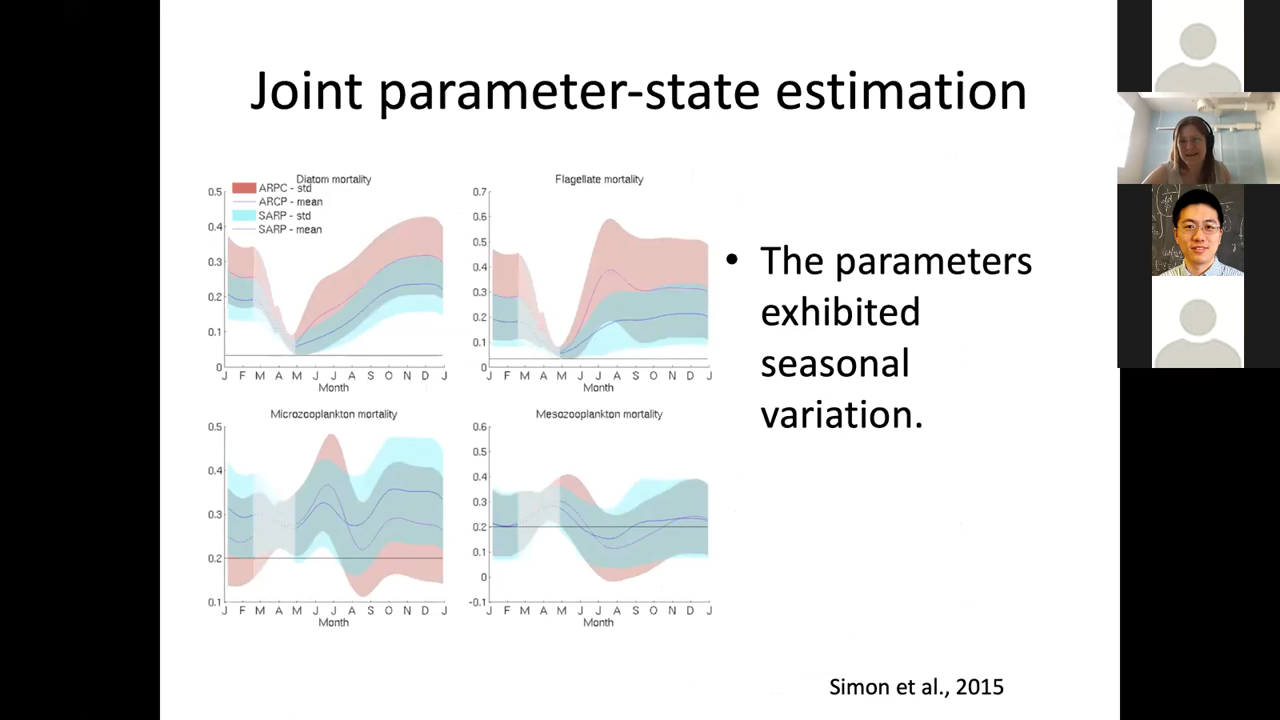 Joint parameter-state estimation
Diatom mortality
ARPC - std
ARCP - mean
SARP - std
SARP - mean
0.5
0.4
0.3
0.2
0.1
0
J F M A M J J A S O N D J
Month
Flagellate mortality
0.7
0.6
0.5
0.4
0.3
0.2
0.1
0
J F M A M J J A S O N D J
Month
• The parameters
exhibited
seasonal
variation.
Microzooplankton mortality
0.5
0.4
0.3
0.2
0.1
J F M A M J J A S O N D J
Month
Mesozooplankton mortality
0.6
0.5
0.4
0.3
0.2
0.1
0
-0.1
J F M A M J J A S O N D J
Month
Simon et al., 2015